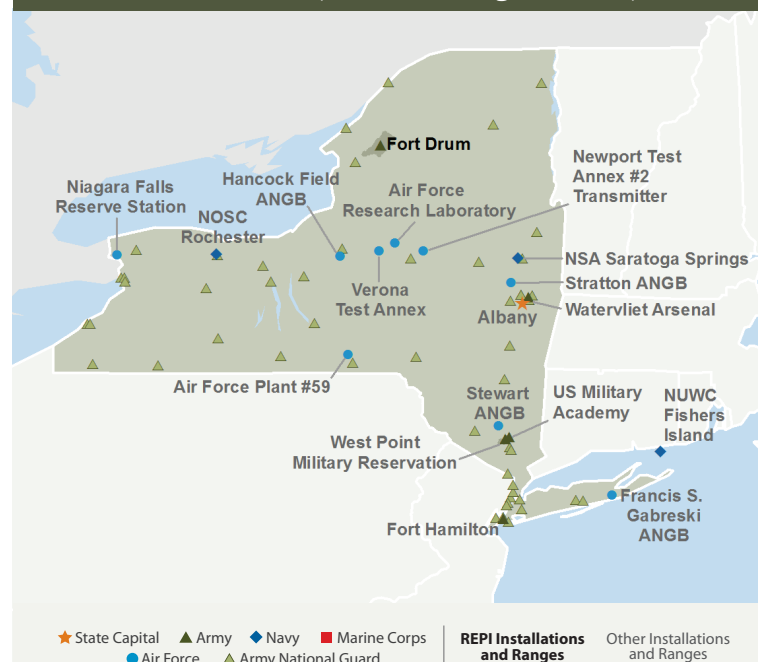 Fort Drum
Newport Test
Annex #2
Transmitter
Hancock Field
ANGB
Air Force
Research Laboratory
Niagara Falls
Reserve Station
NOSC
Rochester
NSA Saratoga Springs
Verona
Test Annex
Stratton ANGB
Albany
Watervliet Arsenal
Air Force Plant #59
Stewart
ANGB
US Military
Academy
NUWC
Fishers
Island
West Point
Military Reservation
Francis S.
Gabreski
ANGB
Fort Hamilton
State Capital Army Navy Marine Corps
Air Force Army National Guard
REPI Installations
and Ranges
Other Installations
and Ranges